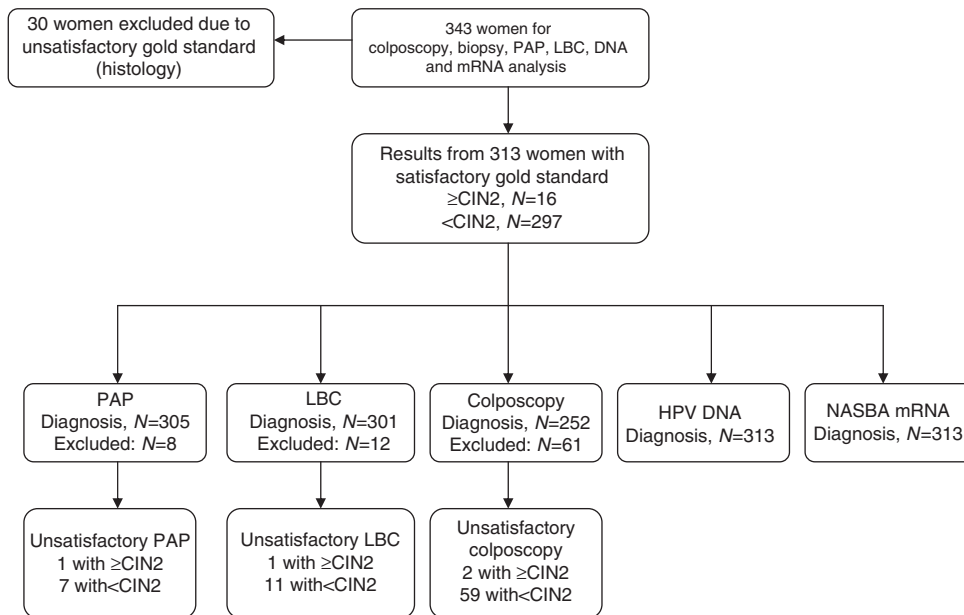 30 women excluded due to
unsatisfactory gold standard
(histology)
343 women for
colposcopy, biopsy, PAP, LBC, DNA
and mRNA analysis
Results from 313 women with
satisfactory gold standard
≥CIN2, N=16
<CIN2, N=297
PAP
Diagnosis, N=305
Excluded: N=8
LBC
Diagnosis, N=301
Excluded: N=12
Colposcopy
Diagnosis, N=252
Excluded: N=61
HPV DNA
Diagnosis, N=313
NASBA mRNA
Diagnosis, N=313
Unsatisfactory PAP
1 with ≥CIN2
7 with<CIN2
Unsatisfactory LBC
1 with ≥CIN2
11 with<CIN2
Unsatisfactory
colposcopy
2 with ≥CIN2
59 with<CIN2